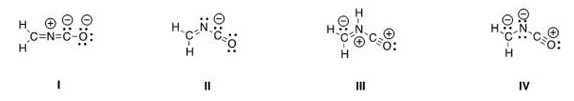 H ⊕ ⊖ ⊖
C=N=C-O
H
I
H N ⊖
C C
H O
II
⊖ H ⊕
H C N C O
H ⊕
III
⊖ ⊖
H C N C ⊕
H O
IV